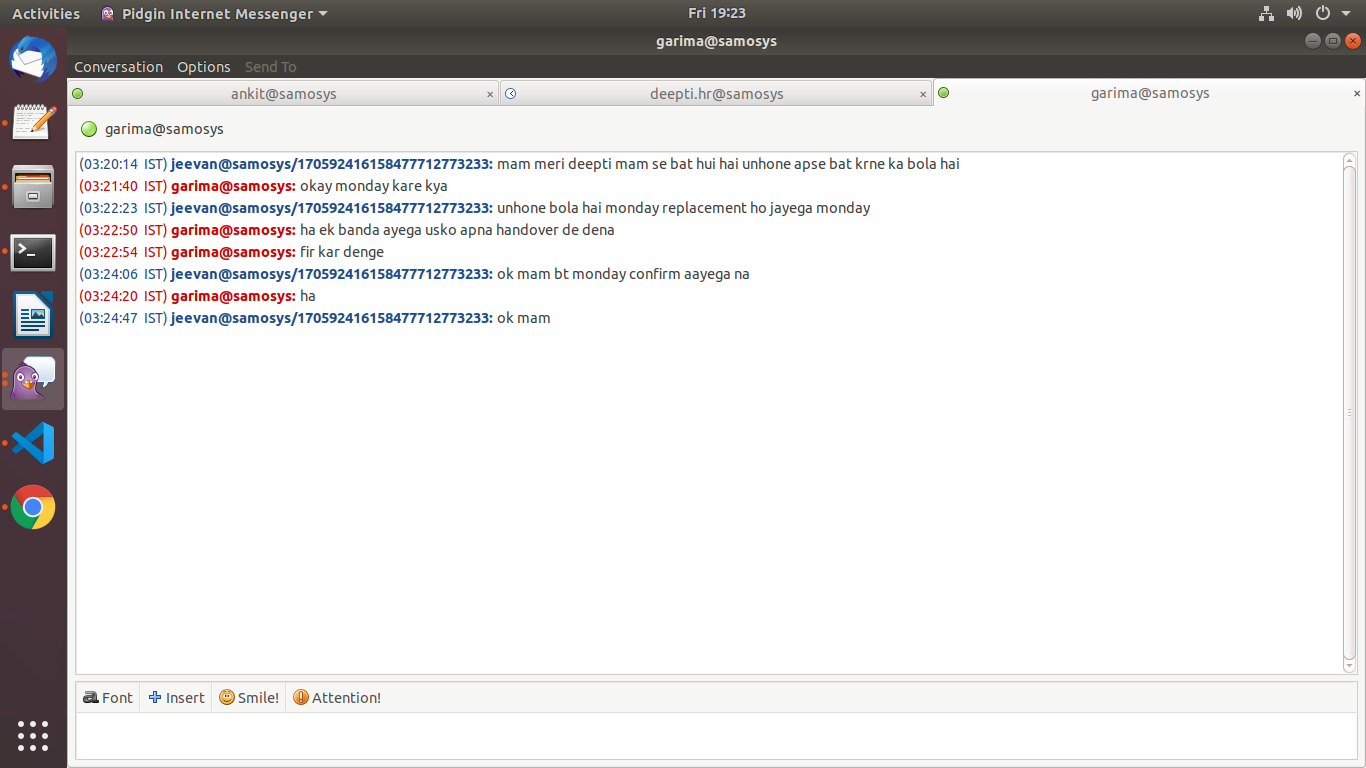 Activities Pidgin Internet Messenger Fri 19:23
garima@samosys
Conversation Options Send To
ankit@samosys deepti.hr@samosys garima@samosys
garima@samosys
(03:20:14 IST) jeevan@samosys/170592416158477712773233: mam meri deepti mam se bat hui hai unhone apse bat krne ka bola hai
(03:21:40 IST) garima@samosys: okay monday kare kya
(03:22:23 IST) jeevan@samosys/170592416158477712773233: unhone bola hai monday replacement ho jayega monday
(03:22:50 IST) garima@samosys: ha ek banda ayega usko apna handover de dena
(03:22:54 IST) garima@samosys: fir kar denge
(03:24:06 IST) jeevan@samosys/170592416158477712773233: ok mam bt monday confirm aayega na
(03:24:20 IST) garima@samosys: ha
(03:24:47 IST) jeevan@samosys/170592416158477712773233: ok mam
Font Insert Smile! Attention!